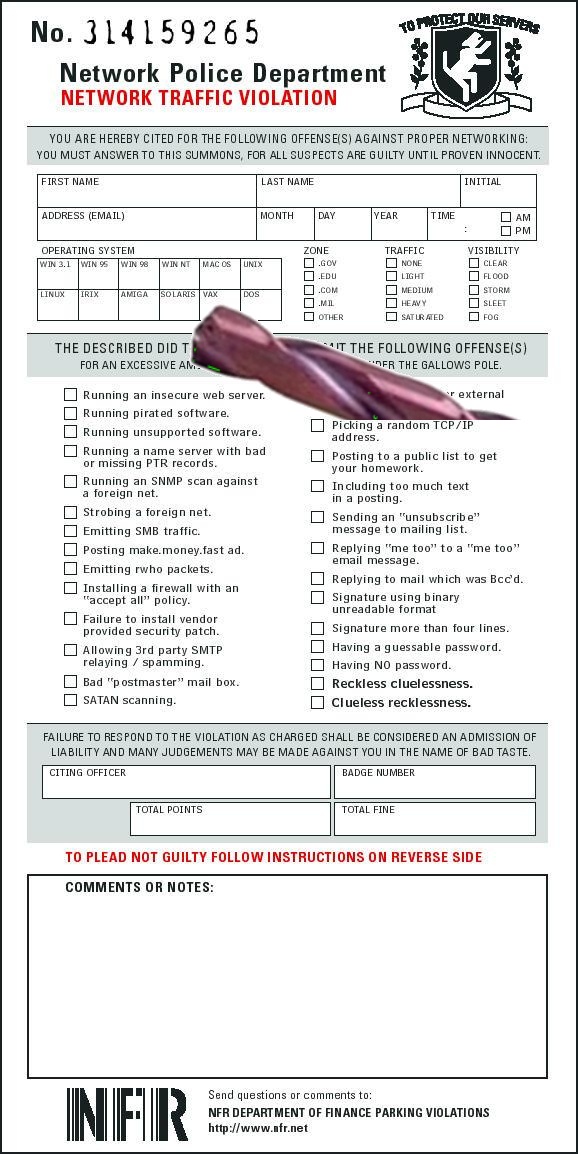 No. 314159265
TO PROTECT OUR SERVERS
Network Police Department
NETWORK TRAFFIC VIOLATION
YOU ARE HEREBY CITED FOR THE FOLLOWING OFFENSE(S) AGAINST PROPER NETWORKING:
YOU MUST ANSWER TO THIS SUMMONS, FOR ALL SUSPECTS ARE GUILTY UNTIL PROVEN INNOCENT.
FIRST NAME LAST NAME INITIAL
ADDRESS (EMAIL) MONTH DAY YEAR TIME : AM
PM
OPERATING SYSTEM ZONE TRAFFIC VISIBILITY
WIN 3.1 WIN 95 WIN 98 WIN NT MAC OS UNIX
LINUX IRIX AMIGA SOLARIS VAX DOS
.GOV NONE CLEAR
.EDU LIGHT FLOOD
.COM MEDIUM STORM
.MIL HEAVY SLEET
OTHER SATURATED FOG
THE DESCRIBED DID THE FOLLOWING OFFENSE(S)
FOR AN EXCESSIVE THE GALLOWS POLE.
Running an insecure web server.
Running pirated software.
Running unsupported software.
Running a name server with bad
or missing PTR records.
Running an SNMP scan against
a foreign net.
Strobing a foreign net.
Emitting SMB traffic.
Posting make.money.fast ad.
Emitting rwho packets.
Installing a firewall with an
"accept all" policy.
Failure to install vendor
provided security patch.
Allowing 3rd party SMTP
relaying / spamming.
Bad "postmaster" mail box.
SATAN scanning.
external
Picking a random TCP/IP
address.
Posting to a public list to get
your homework.
Including too much text
in a posting.
Sending an "unsubscribe"
message to mailing list.
Replying "me too" to a "me too"
email message.
Replying to mail which was Bcc'd.
Signature using binary
unreadable format
Signature more than four lines.
Having a guessable password.
Having NO password.
Reckless cluelessness.
Clueless recklessness.
FAILURE TO RESPOND TO THE VIOLATION AS CHARGED SHALL BE CONSIDERED AN ADMISSION OF
LIABILITY AND MANY JUDGEMENTS MAY BE MADE AGAINST YOU IN THE NAME OF BAD TASTE.
CITING OFFICER BADGE NUMBER
TOTAL POINTS TOTAL FINE
TO PLEAD NOT GUILTY FOLLOW INSTRUCTIONS ON REVERSE SIDE
COMMENTS OR NOTES:
NFR
Send questions or comments to:
NFR DEPARTMENT OF FINANCE PARKING VIOLATIONS
http://www.nfr.net